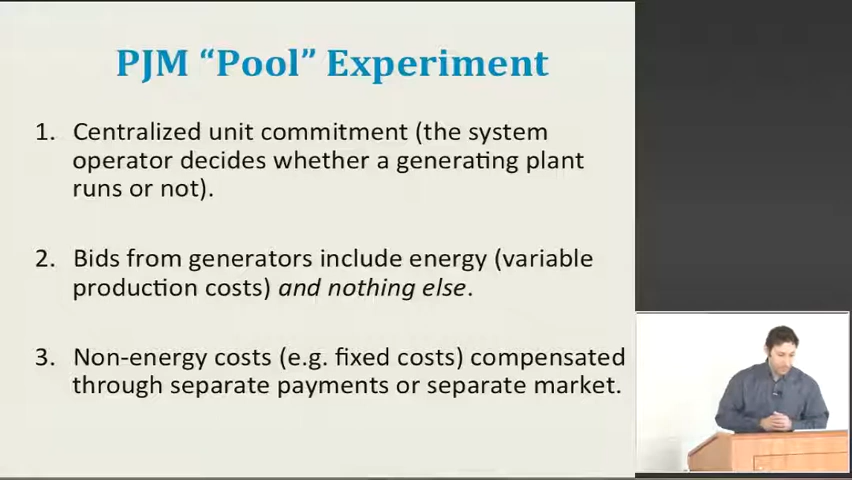 PJM “Pool” Experiment
1. Centralized unit commitment (the system
operator decides whether a generating plant
runs or not).
2. Bids from generators include energy (variable
production costs) and nothing else.
3. Non-energy costs (e.g. fixed costs) compensated
through separate payments or separate market.